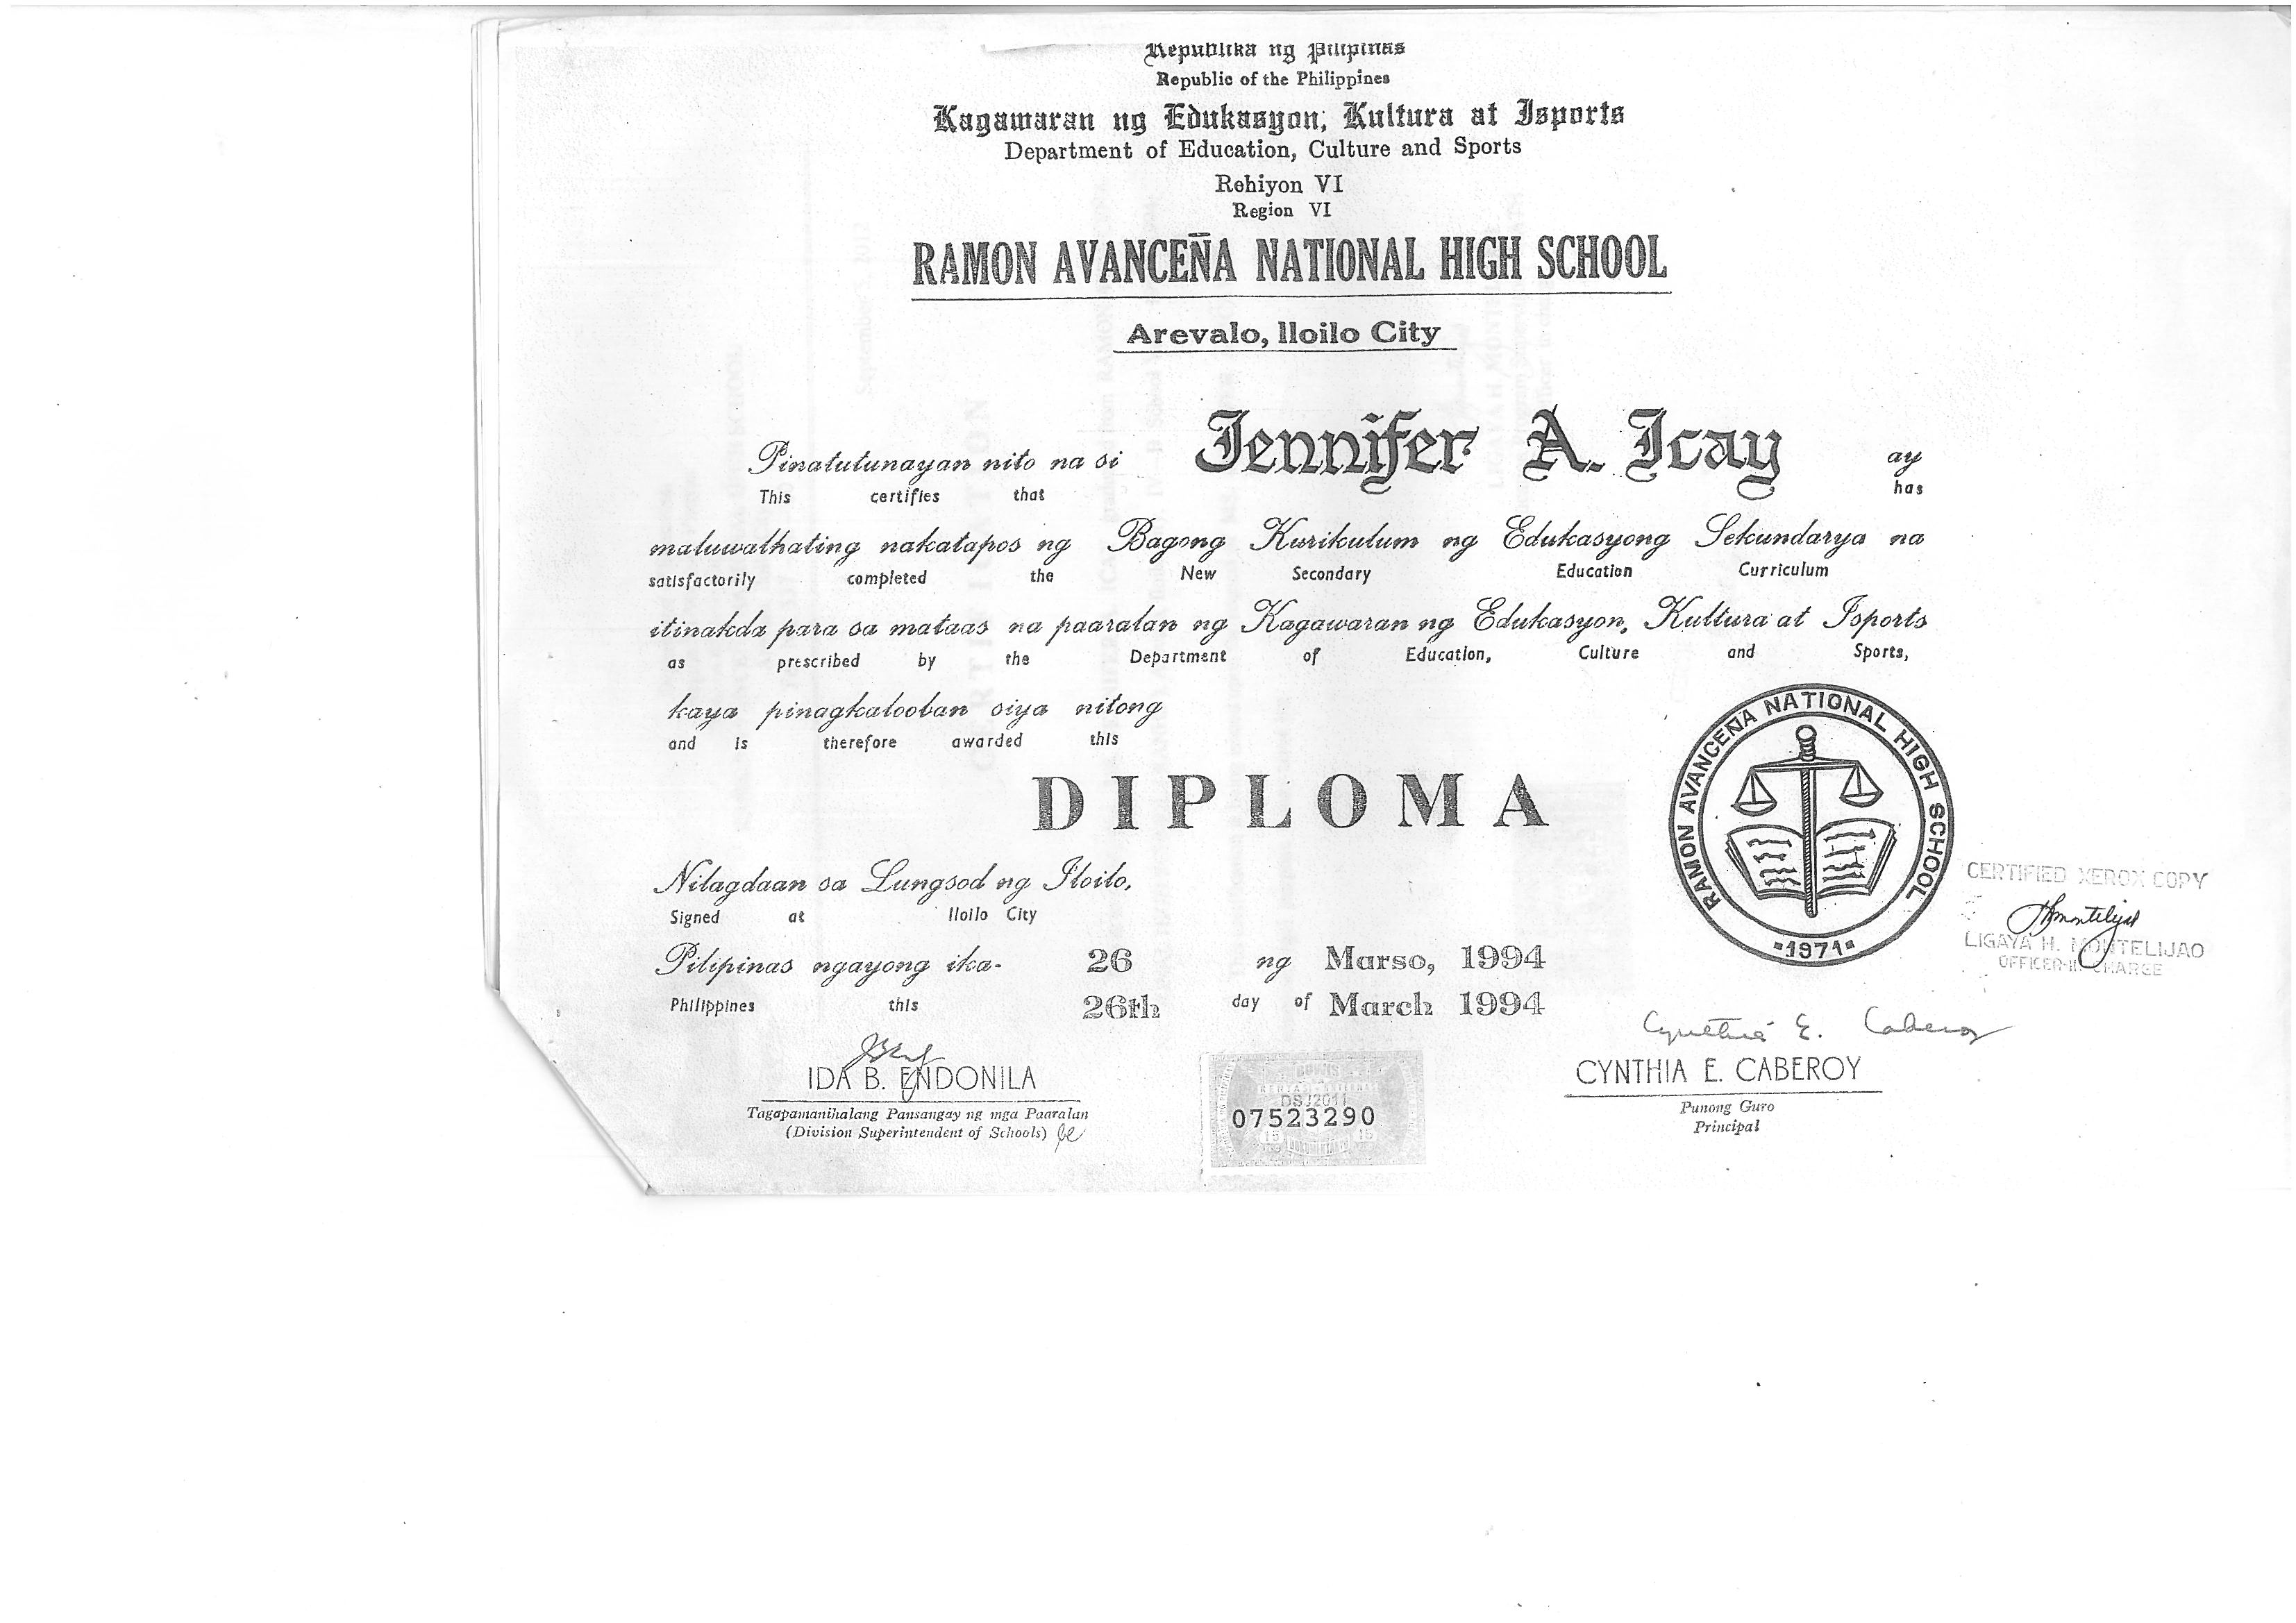 Republika ng Pilipinas
Republic of the Philippines
Kagawaran ng Edukasyon, Kultura at Isports
Department of Education, Culture and Sports
Rehiyon VI
Region VI
RAMON AVANCEÑA NATIONAL HIGH SCHOOL
Arevalo, Iloilo City
Pinatutunayan nito na si Jennifer A. Icay ay
This certifies that has
maluwalhating nakatapos ng Bagong Kurikulum ng Edukasyong Sekundarya na
satisfactorily completed the New Secondary Education Curriculum
itinakda para sa mataas na paaralan ng Kagawaran ng Edukasyon, Kultura at Isports
as prescribed by the Department of Education, Culture and Sports,
kaya pinagkalooban siya nitong
and is therefore awarded this
DIPLOMA
RAMON AVANCEÑA NATIONAL HIGH SCHOOL
1971
Nilagdaan sa Lungsod ng Iloilo,
Signed at Iloilo City
CERTIFIED XEROX COPY
LIGAYA H. MONTELIJAO
OFFICER-IN-CHARGE
Pilipinas ngayong ika- 26 ng Marso, 1994
Philippines this 26th day of March 1994
Cynthia E. Caberoy
IDA B. ENDONILA
Tagapamanihalang Pansangay ng mga Paaralan
(Division Superintendent of Schools)
07523290
CYNTHIA E. CABEROY
Punong Guro
Principal